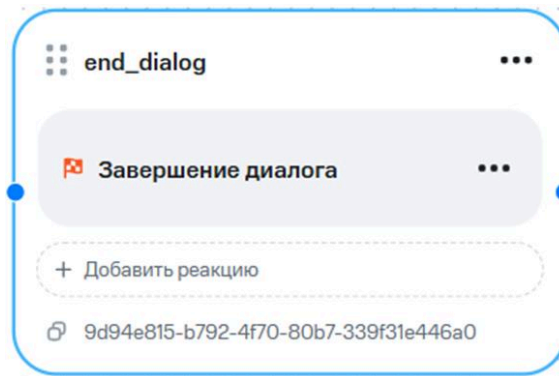 end_dialog
Завершение диалога
+ Добавить реакцию
9d94e815-b792-4f70-80b7-339f31e446a0